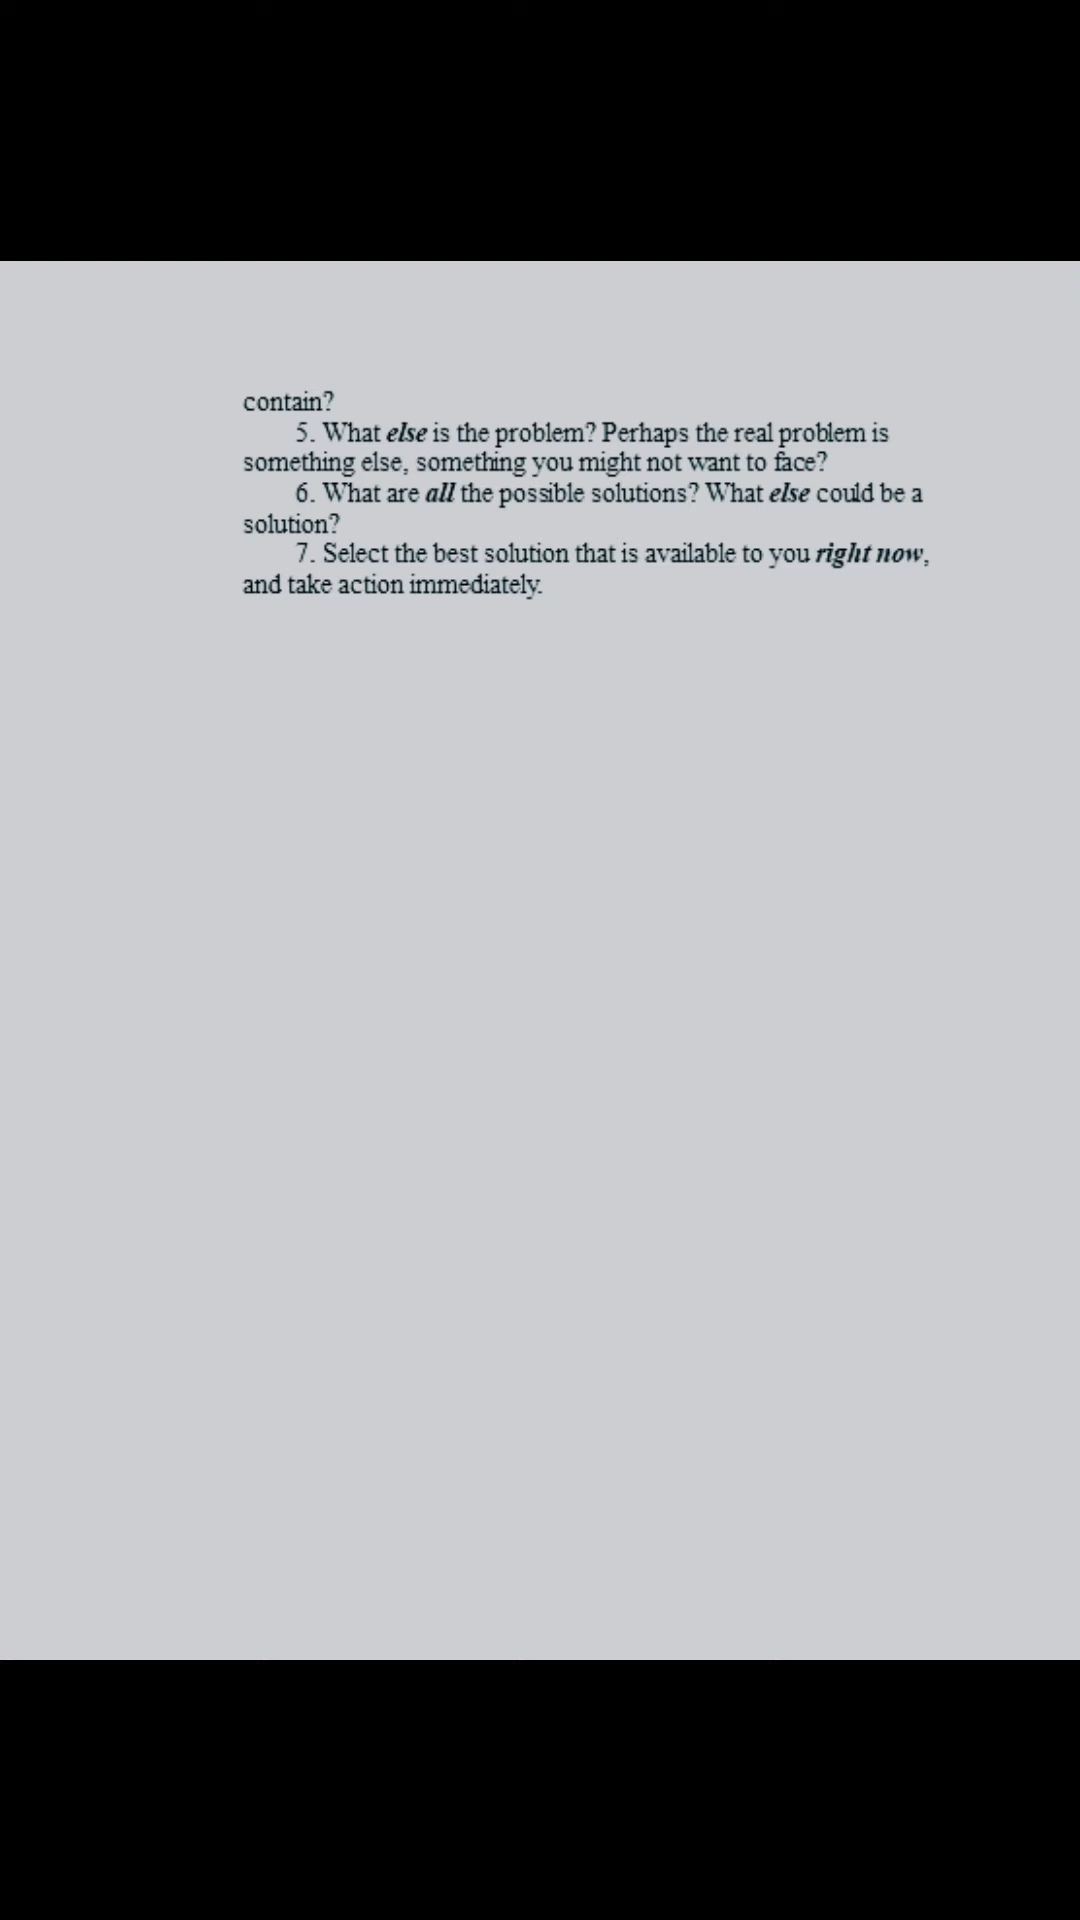 contain?
5. What else is the problem? Perhaps the real problem is
something else, something you might not want to face?
6. What are all the possible solutions? What else could be a
solution?
7. Select the best solution that is available to you right now,
and take action immediately.